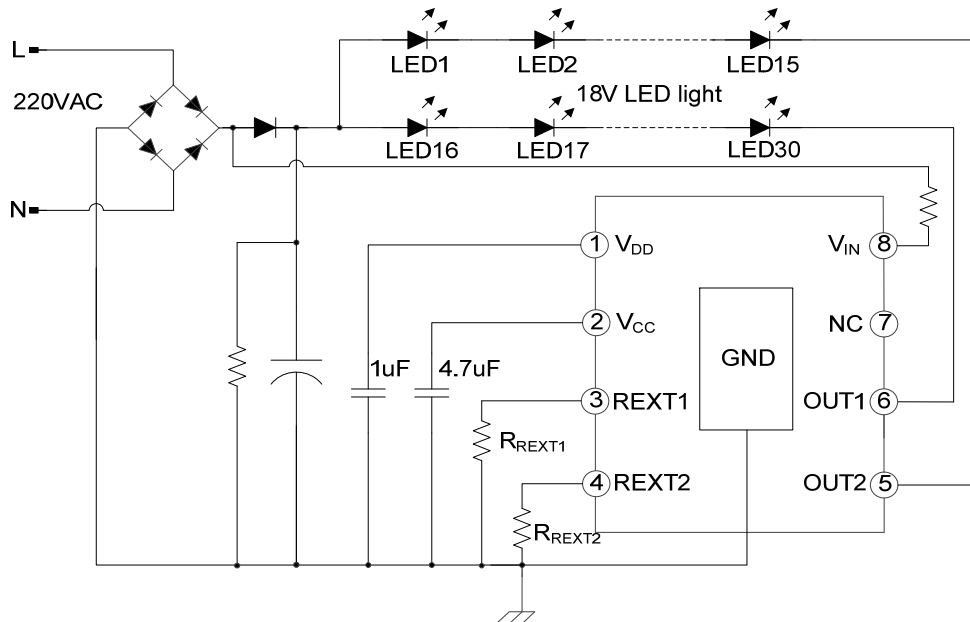 L
220VAC
N
LED1
LED2
LED15
18V LED light
LED16
LED17
LED30
1
VDD
VIN
8
2
VCC
NC
7
GND
1uF
4.7uF
3
REXT1
OUT1
6
RREXT1
4
REXT2
OUT2
5
RREXT2